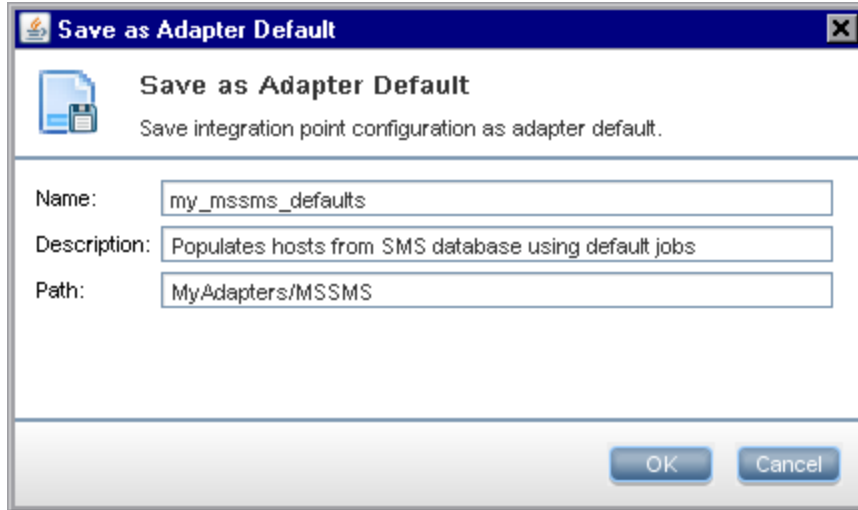 Save as Adapter Default
Save as Adapter Default
Save integration point configuration as adapter default.
Name: my_mssms_defaults
Description: Populates hosts from SMS database using default jobs
Path: MyAdapters/MSSMS
OK Cancel